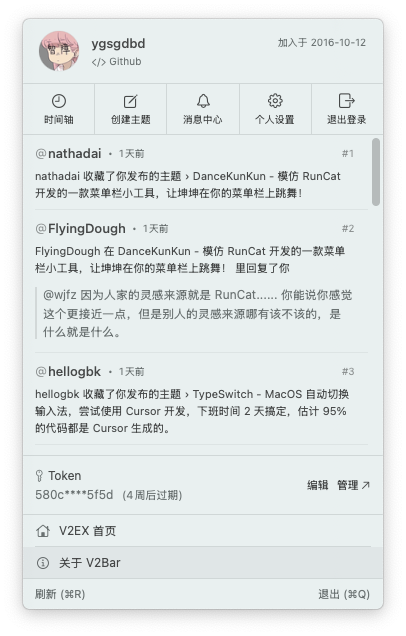 ygsgdbd
加入于 2016-10-12
</> Github
时间轴
创建主题
消息中心
个人设置
退出登录
@nathadai • 1天前 #1
nathadai 收藏了你发布的主题 › DanceKunKun - 模仿 RunCat
开发的一款菜单栏小工具，让坤坤在你的菜单栏上跳舞！
@FlyingDough • 1天前 #2
FlyingDough 在 DanceKunKun - 模仿 RunCat 开发的一款菜单
栏小工具，让坤坤在你的菜单栏上跳舞！ 里回复了你
@wjfz 因为人家的灵感来源就是 RunCat...... 你能说你感觉
这个更接近一点，但是别人的灵感来源哪有该不该的，是
什么就是什么。
@hellogbk • 1天前 #3
hellogbk 收藏了你发布的主题 › TypeSwitch - MacOS 自动切换
输入法，尝试使用 Cursor 开发，下班时间 2 天搞定，估计 95%
的代码都是 Cursor 生成的。
Token
580c****5f5d (4周后过期)
编辑 管理 ↗
V2EX 首页
关于 V2Bar
刷新 (⌘R) 退出 (⌘Q)